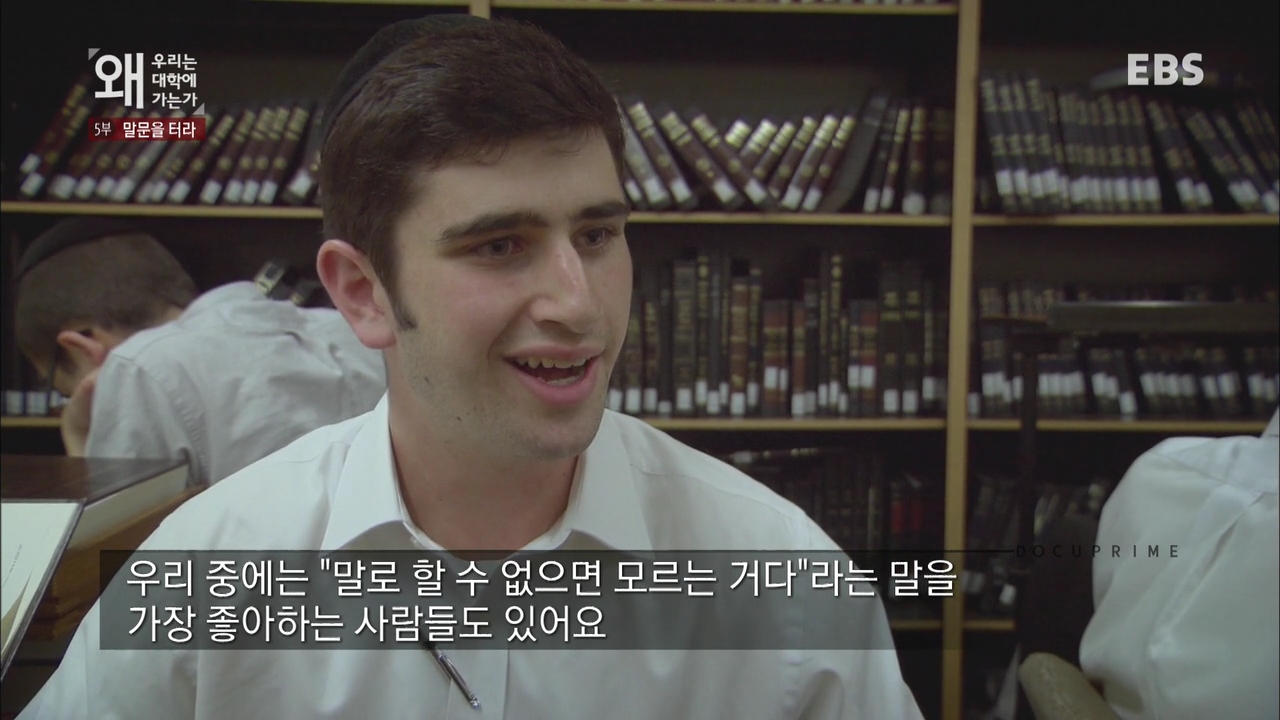 왜 우리는
대학에
가는가
5부 말문을 터라
EBS
DOCUPRIME
우리 중에는 "말로 할 수 없으면 모르는 거다"라는 말을
가장 좋아하는 사람들도 있어요